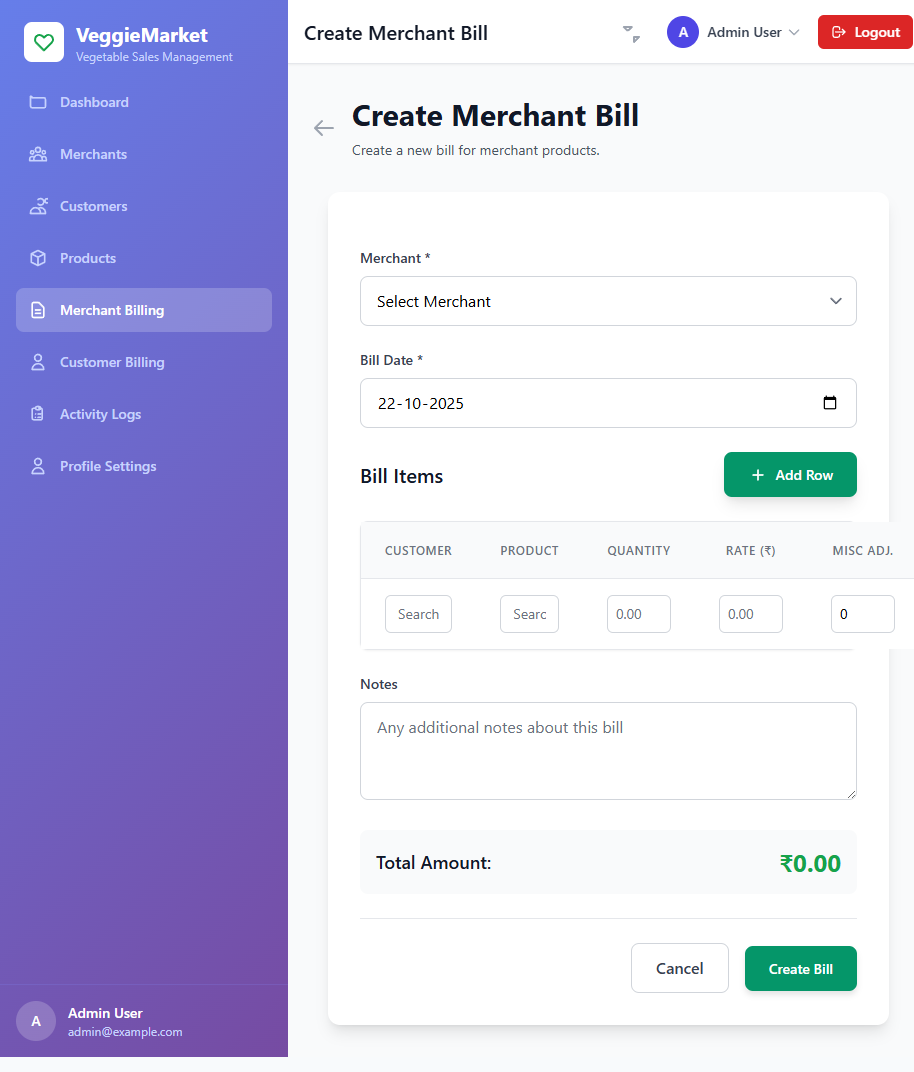 VeggieMarket
Vegetable Sales Management
Dashboard
Merchants
Customers
Products
Merchant Billing
Customer Billing
Activity Logs
Profile Settings
A
Admin User
admin@example.com
Create Merchant Bill
A
Admin User
Logout
Create Merchant Bill
Create a new bill for merchant products.
Merchant *
Select Merchant
Bill Date *
22-10-2025
Bill Items
+ Add Row
CUSTOMER PRODUCT QUANTITY RATE (₹) MISC ADJ.
Search Searc 0.00 0.00 0
Notes
Any additional notes about this bill
Total Amount: ₹0.00
Cancel Create Bill